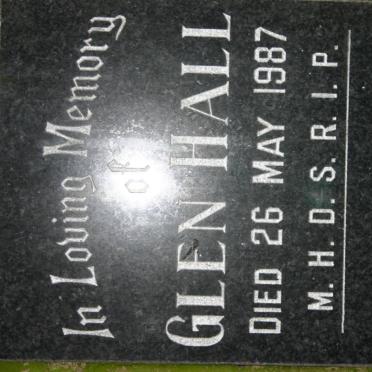 In Loving Memory
of
GLEN HALL
DIED 26 MAY 1987
M. H. D. S. R. I. P.